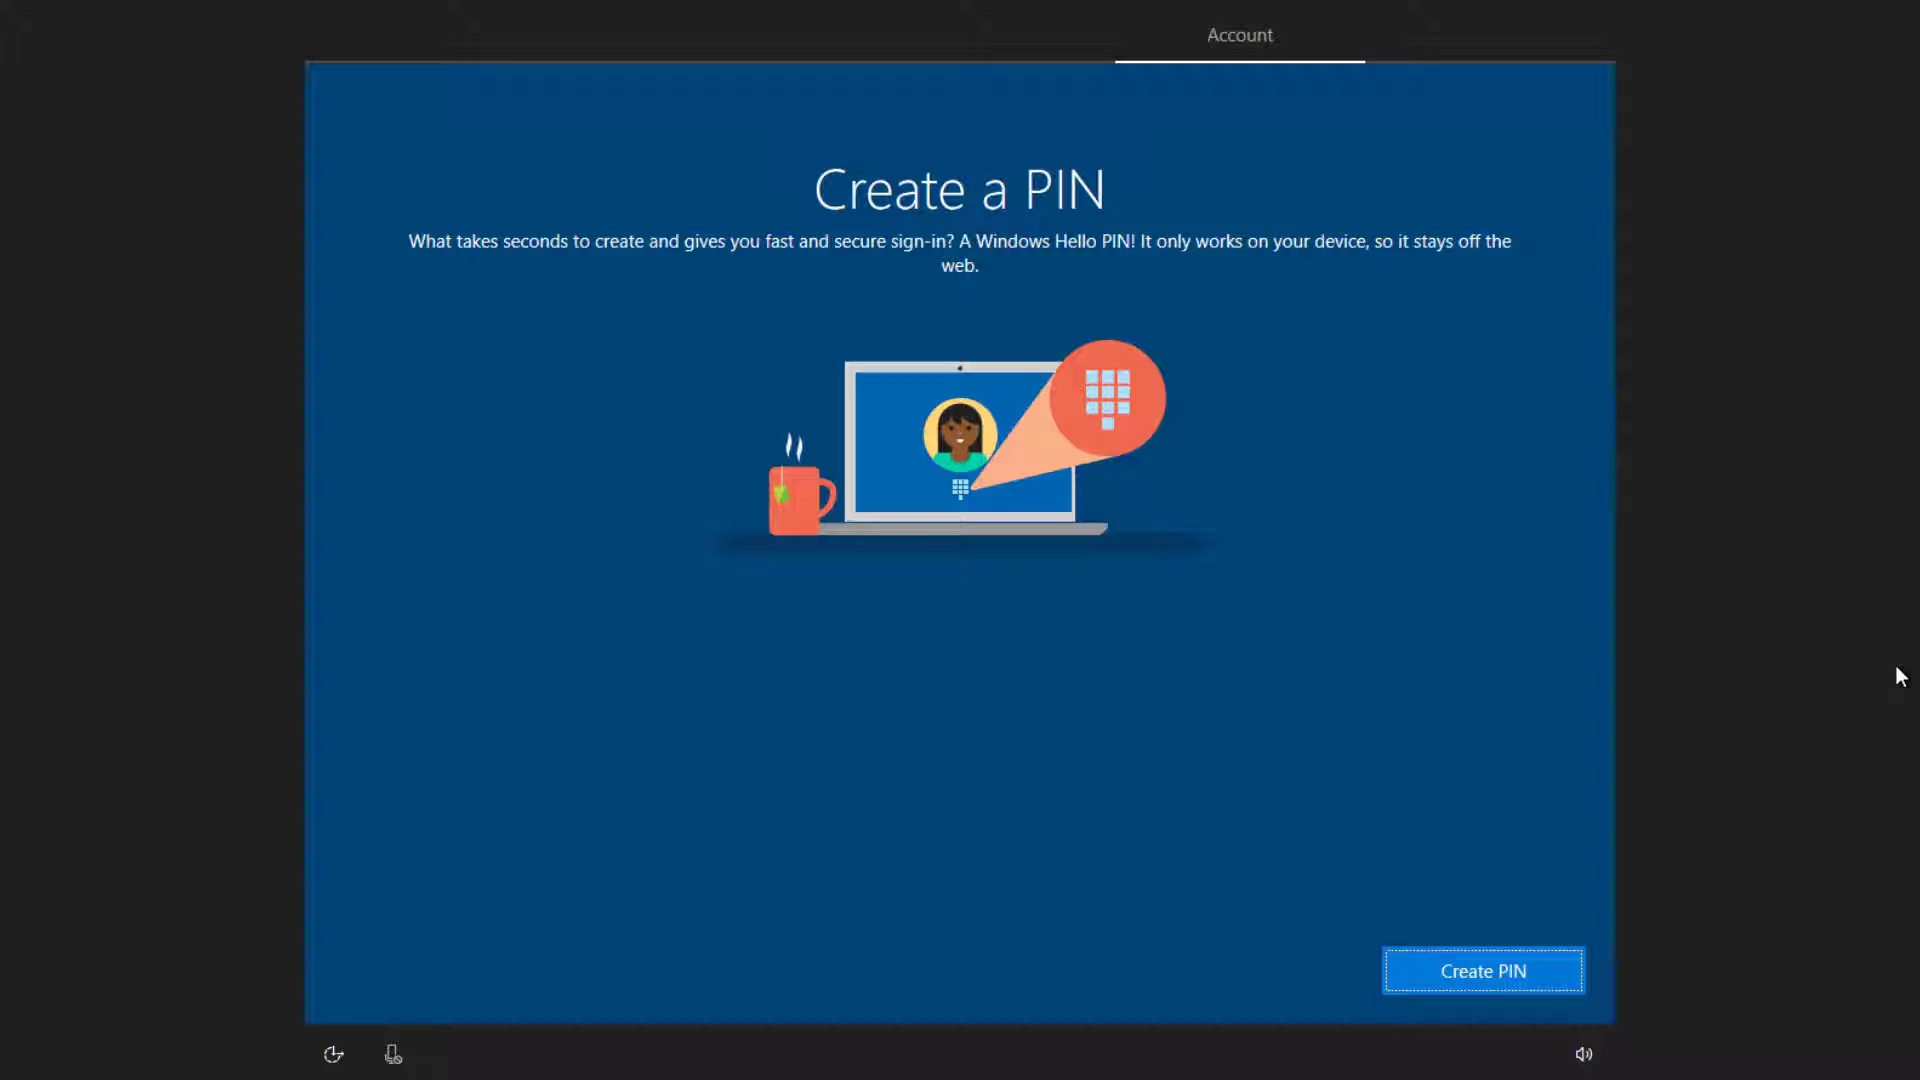 Account
Create a PIN
What takes seconds to create and gives you fast and secure sign-in? A Windows Hello PIN! It only works on your device, so it stays off the
web.
Create PIN